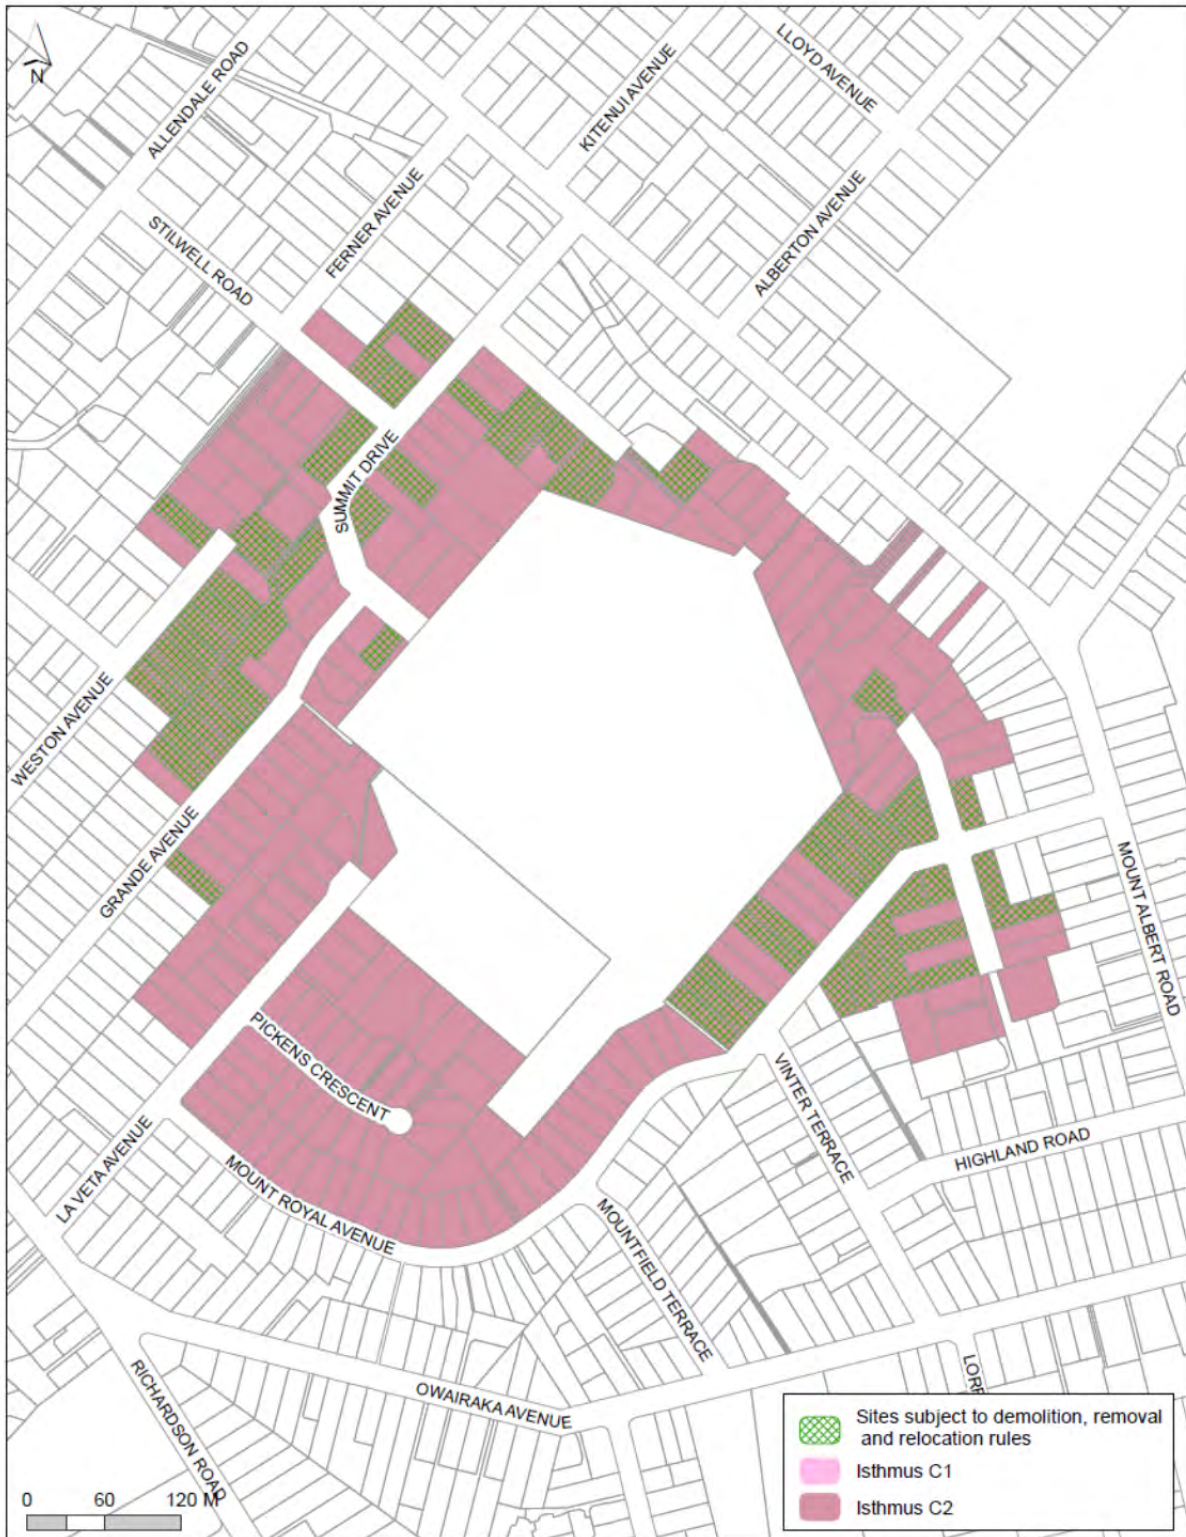 N
ALLENDALE ROAD
LLOYD AVENUE
KITENUI AVENUE
FERNER AVENUE
ALBERTON AVENUE
STILWELL ROAD
SUMMIT DRIVE
WESTON AVENUE
GRANDE AVENUE
MOUNT ALBERT ROAD
PICKENS CRESCENT
VINTER TERRACE
HIGHLAND ROAD
LA VETA AVENUE
MOUNT ROYAL AVENUE
MOUNTFIELD TERRACE
RICHARDSON ROAD
OWAIRAKA AVENUE
LORR
Sites subject to demolition, removal
and relocation rules
Isthmus C1
Isthmus C2
0 60 120 M